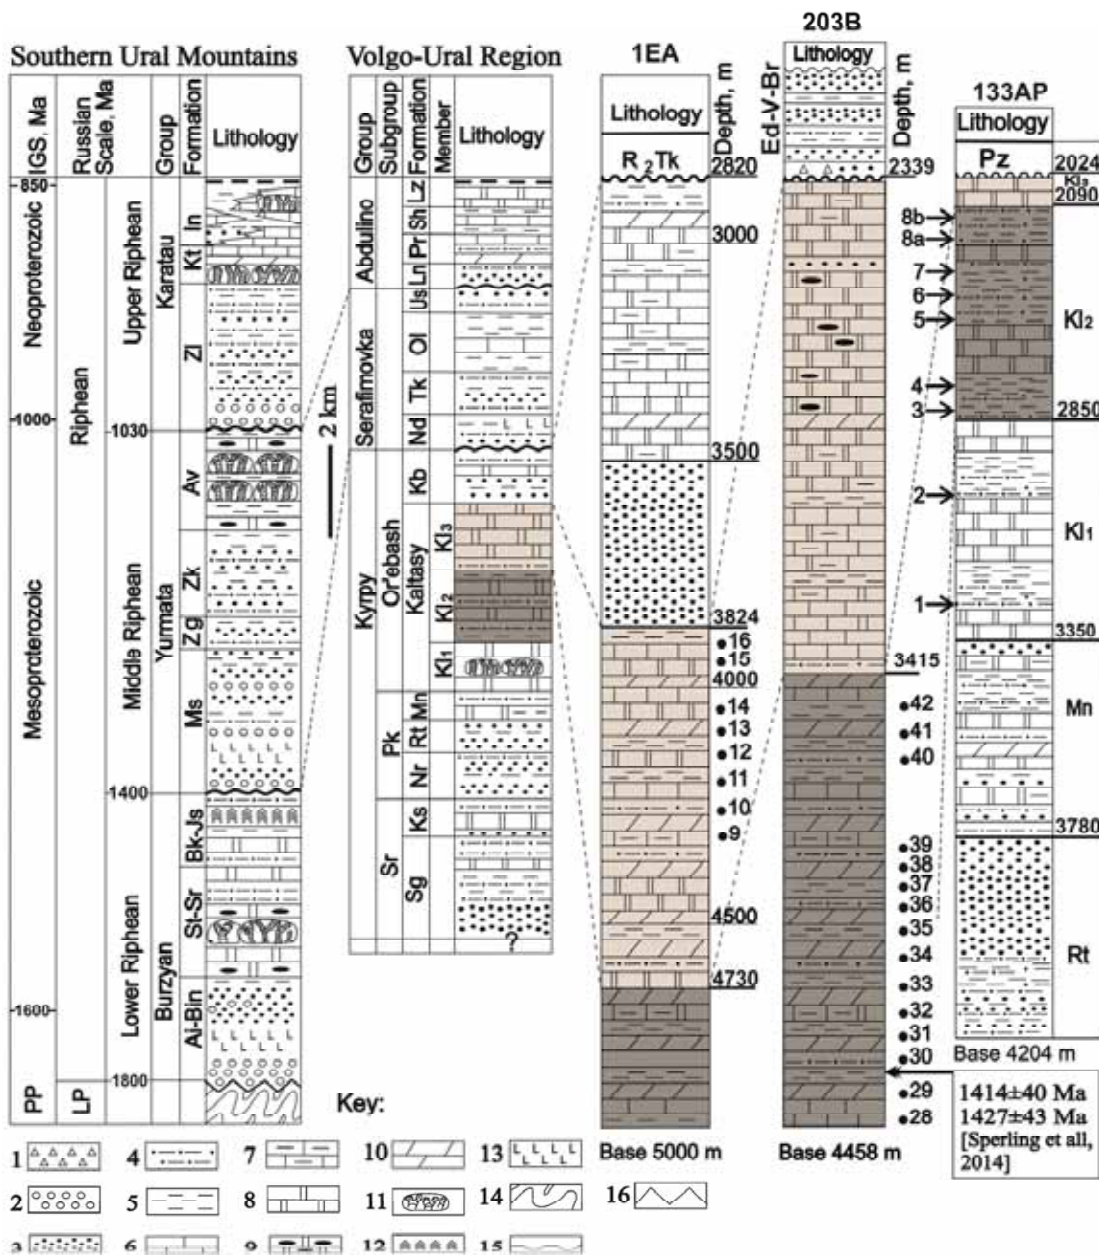 203B
Southern Ural Mountains
Volgo-Ural Region
1EA
133AP
IGS, Ma
Russian Scale, Ma
Group
Formation
Lithology
Group
Subgroup
Formation
Member
Lithology
Lithology
Depth, m
Ed-V-Br
Lithology
Depth, m
Lithology
R2Tk
2820
2339
Pz
2024
Kl3
2090
850
1000
1600
Neoproterozoic
Mesoproterozoic
PP
Riphean
LP
1030
1400
1800
Upper Riphean
Middle Riphean
Lower Riphean
Karatau
Yurmata
Burzyan
In
Kt
Zl
Av
Zk
Zg
Ms
Bk-Js
Ai-Bin
2 km
Abdulino
Serafimovka
Kyrpy
Or'ebash
Pk
Sr
Kaltasy
Lz
Sh
Pr
Ln
Us
Ol
Tk
Nd
Kb
Kl3
Kl2
Kl1
Mn
Rt
Nr
Ks
Sg
?
3000
3500
3824
16
15
4000
14
13
12
11
10
9
4500
4730
Base 5000 m
3415
42
41
40
39
38
37
36
35
34
33
32
31
30
29
28
Base 4458 m
8b
8a
7
6
5
4
3
2
1
Kl2
2850
Kl1
3350
Mn
3780
Rt
Base 4204 m
1414±40 Ma
1427±43 Ma
[Sperling et all,
2014]
Key:
1
4
7
10
13
2
5
8
11
14
16
3
6
9
12
15